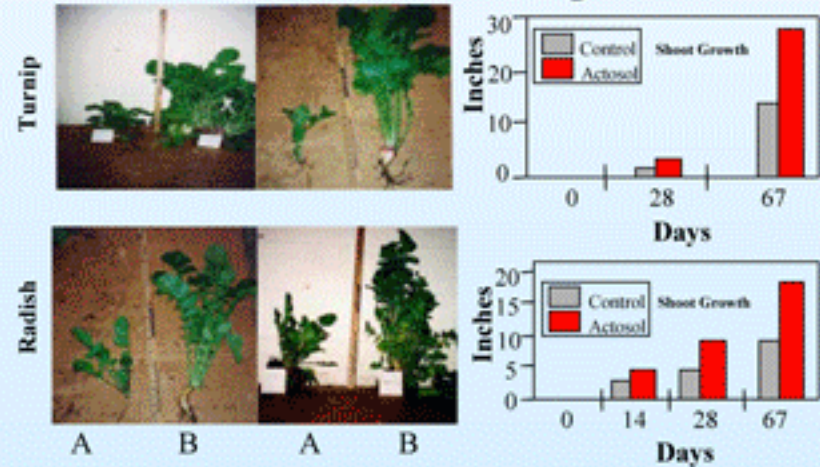 Turnip
Inches
30
20
10
0
Control
Actosol
Shoot Growth
0 28 67
Days
Radish
A B A B
Inches
20
15
10
5
0
Control
Actosol
Shoot Growth
0 14 28 67
Days